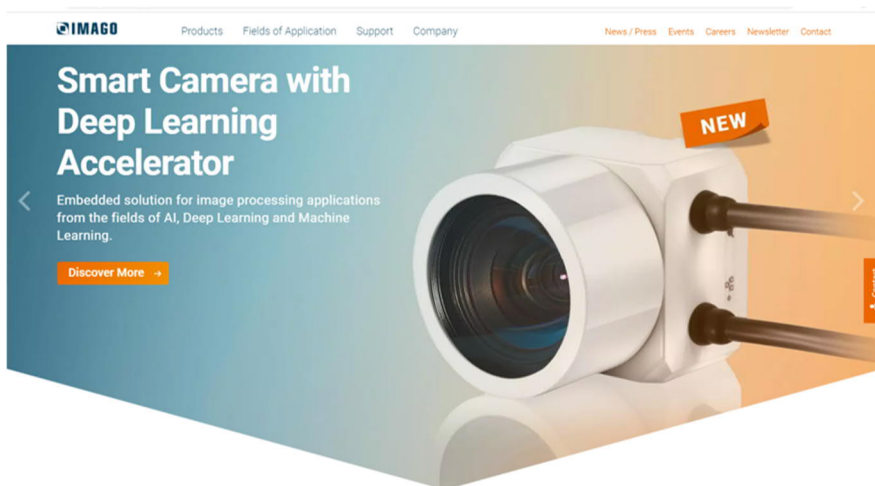 IMAGO
Products Fields of Application Support Company
News / Press Events Careers Newsletter Contact
Smart Camera with
Deep Learning
Accelerator
NEW
Embedded solution for image processing applications
from the fields of AI, Deep Learning and Machine
Learning.
Discover More →
Contact